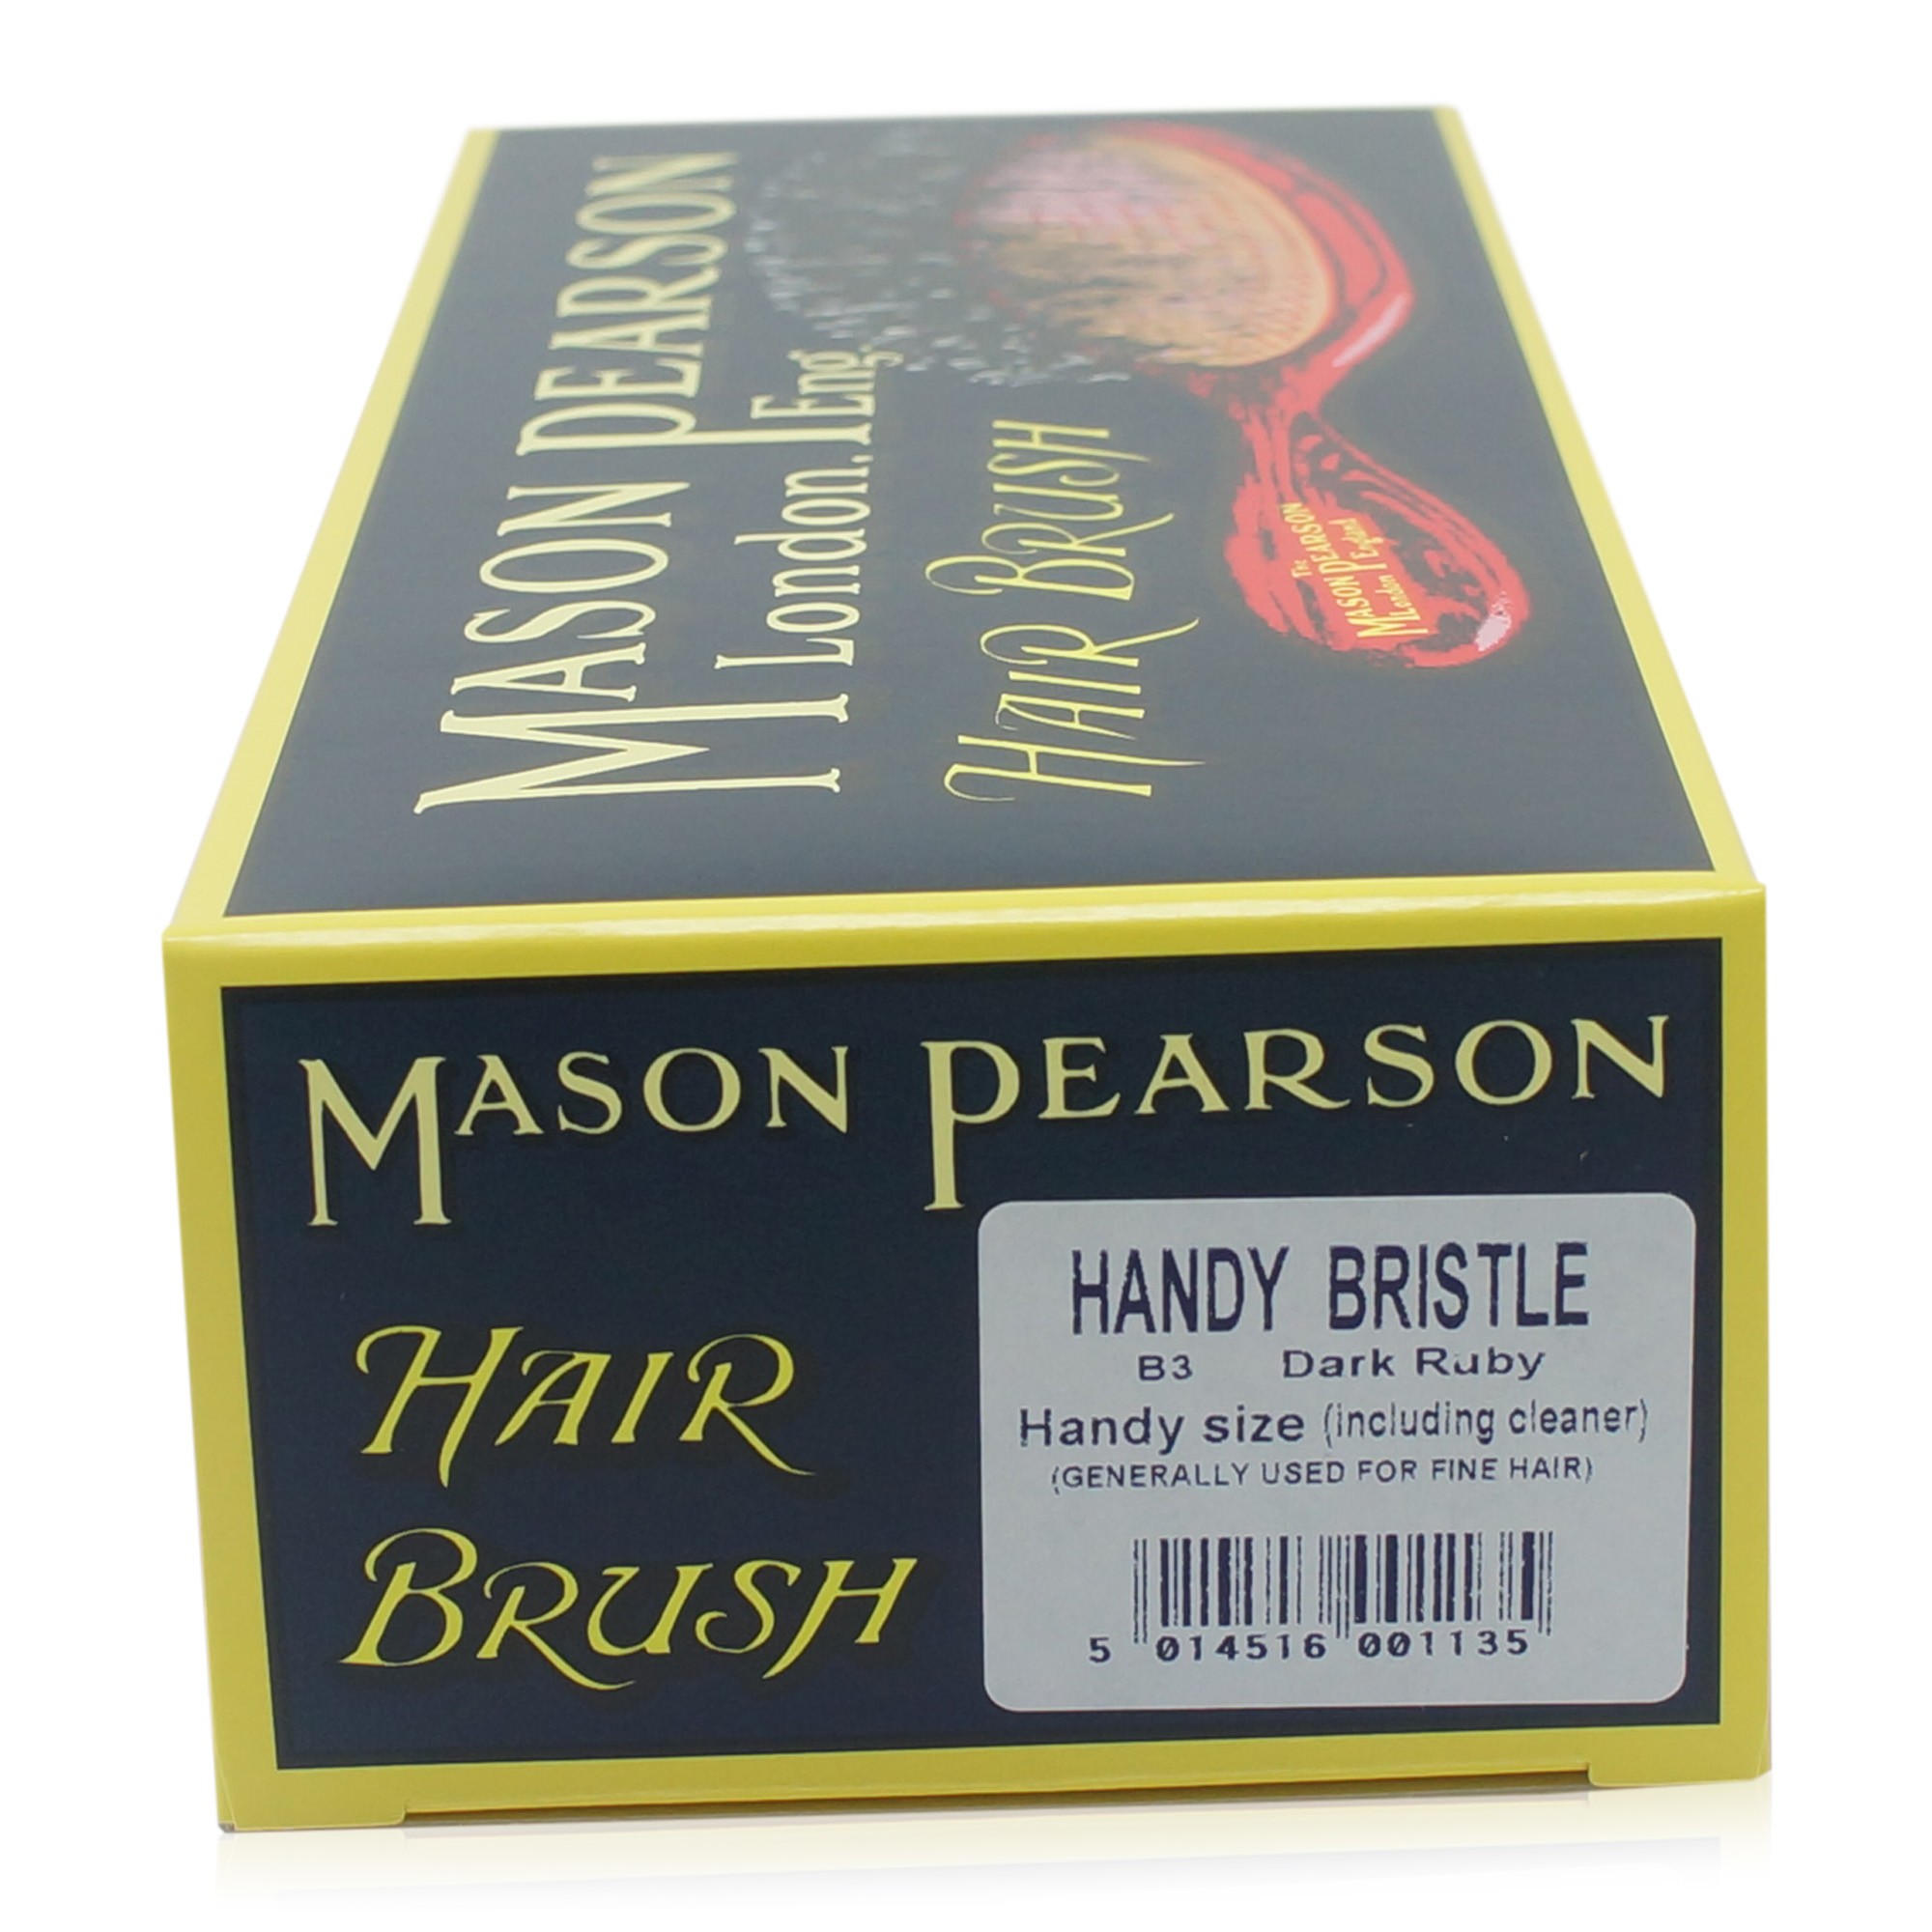 MASON PEARSON
London. Eng.
HAIR BRUSH
The
MASON PEARSON
London England
MASON PEARSON
HAIR
BRUSH
HANDY BRISTLE
B3 Dark Ruby
Handy size (including cleaner)
(GENERALLY USED FOR FINE HAIR)
5 014516 001135